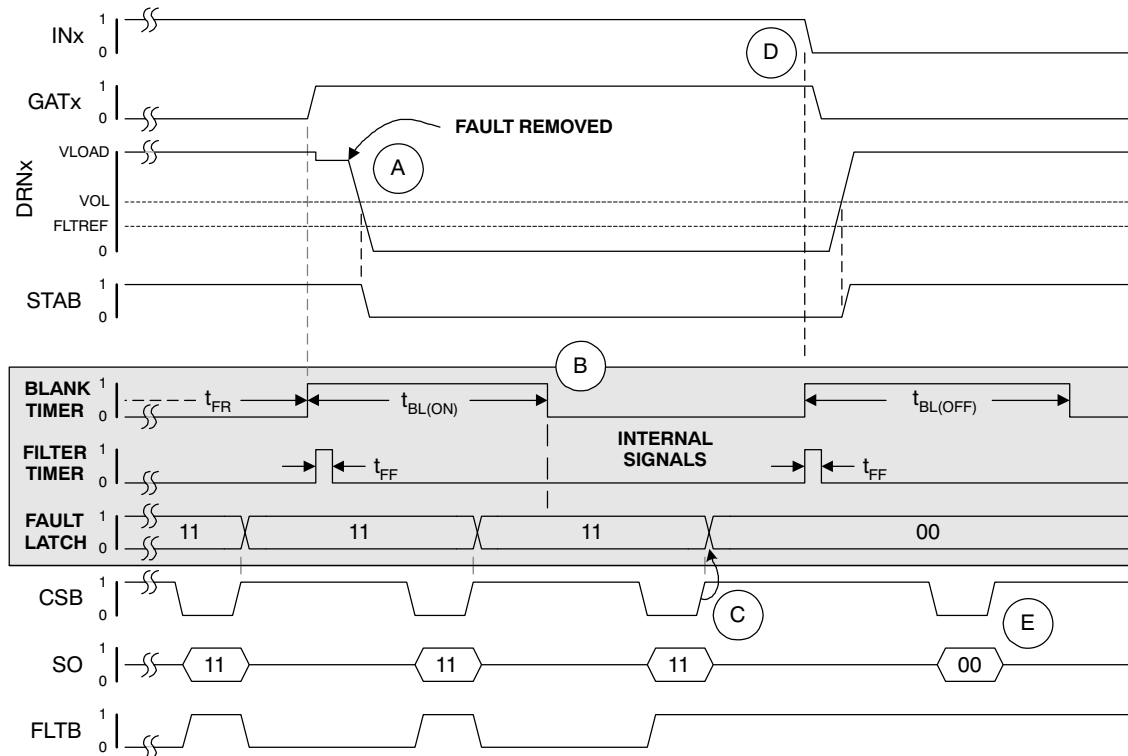 INx 1 0
D
GATx 1 0
FAULT REMOVED
DRNx
VLOAD
A
VOL
FLTREF
0
STAB 1 0
B
BLANK TIMER 1 0
tFR
tBL(ON)
tBL(OFF)
INTERNAL SIGNALS
FILTER TIMER 1 0
tFF
tFF
FAULT LATCH 1 0
11 11 11 00
CSB 1 0
C
E
SO 1 0
11 11 11 00
FLTB 1 0